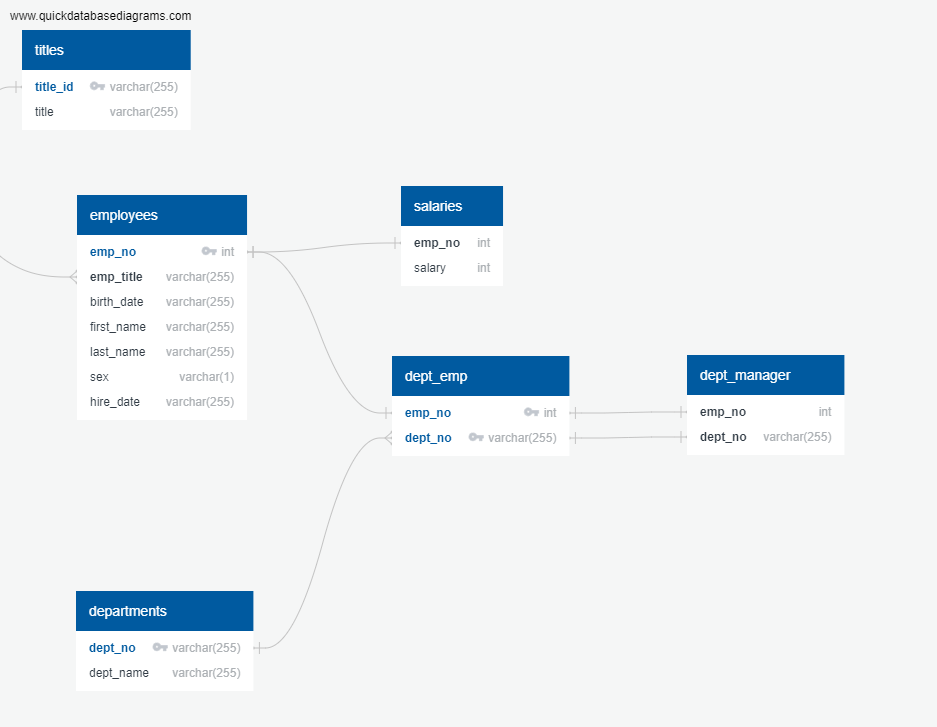 www.quickdatabasediagrams.com
titles
title_id varchar(255)
title varchar(255)
employees
emp_no int
emp_title varchar(255)
birth_date varchar(255)
first_name varchar(255)
last_name varchar(255)
sex varchar(1)
hire_date varchar(255)
salaries
emp_no int
salary int
dept_emp
emp_no int
dept_no varchar(255)
dept_manager
emp_no int
dept_no varchar(255)
departments
dept_no varchar(255)
dept_name varchar(255)